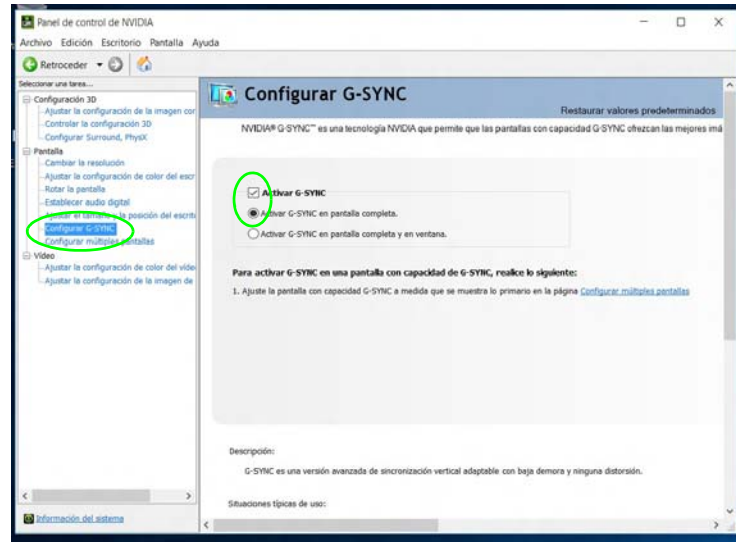 Panel de control de NVIDIA
Archivo Edición Escritorio Pantalla Ayuda
Retroceder
Seleccionar una tarea...
Configuración 3D
Ajustar la configuración de la imagen cor
Controlar la configuración 3D
Configurar Surround, PhysX
Pantalla
Cambiar la resolución
Ajustar la configuración de color del escr
Rotar la pantalla
Establecer audio digital
Ajustar el tamaño y la posición del escrito
Configurar G-SYNC
Configurar múltiples pantallas
Vídeo
Ajustar la configuración de color del víde
Ajustar la configuración de la imagen de
Información del sistema
Configurar G-SYNC
Restaurar valores predeterminados
NVIDIA® G-SYNC™ es una tecnología NVIDIA que permite que las pantallas con capacidad G-SYNC ofrezcan las mejores imá
Activar G-SYNC
Activar G-SYNC en pantalla completa.
Activar G-SYNC en pantalla completa y en ventana.
Para activar G-SYNC en una pantalla con capacidad de G-SYNC, realice lo siguiente:
1. Ajuste la pantalla con capacidad G-SYNC a medida que se muestra lo primario en la página Configurar múltiples pantallas
Descripción:
G-SYNC es una versión avanzada de sincronización vertical adaptable con baja demora y ninguna distorsión.
Situaciones típicas de uso: